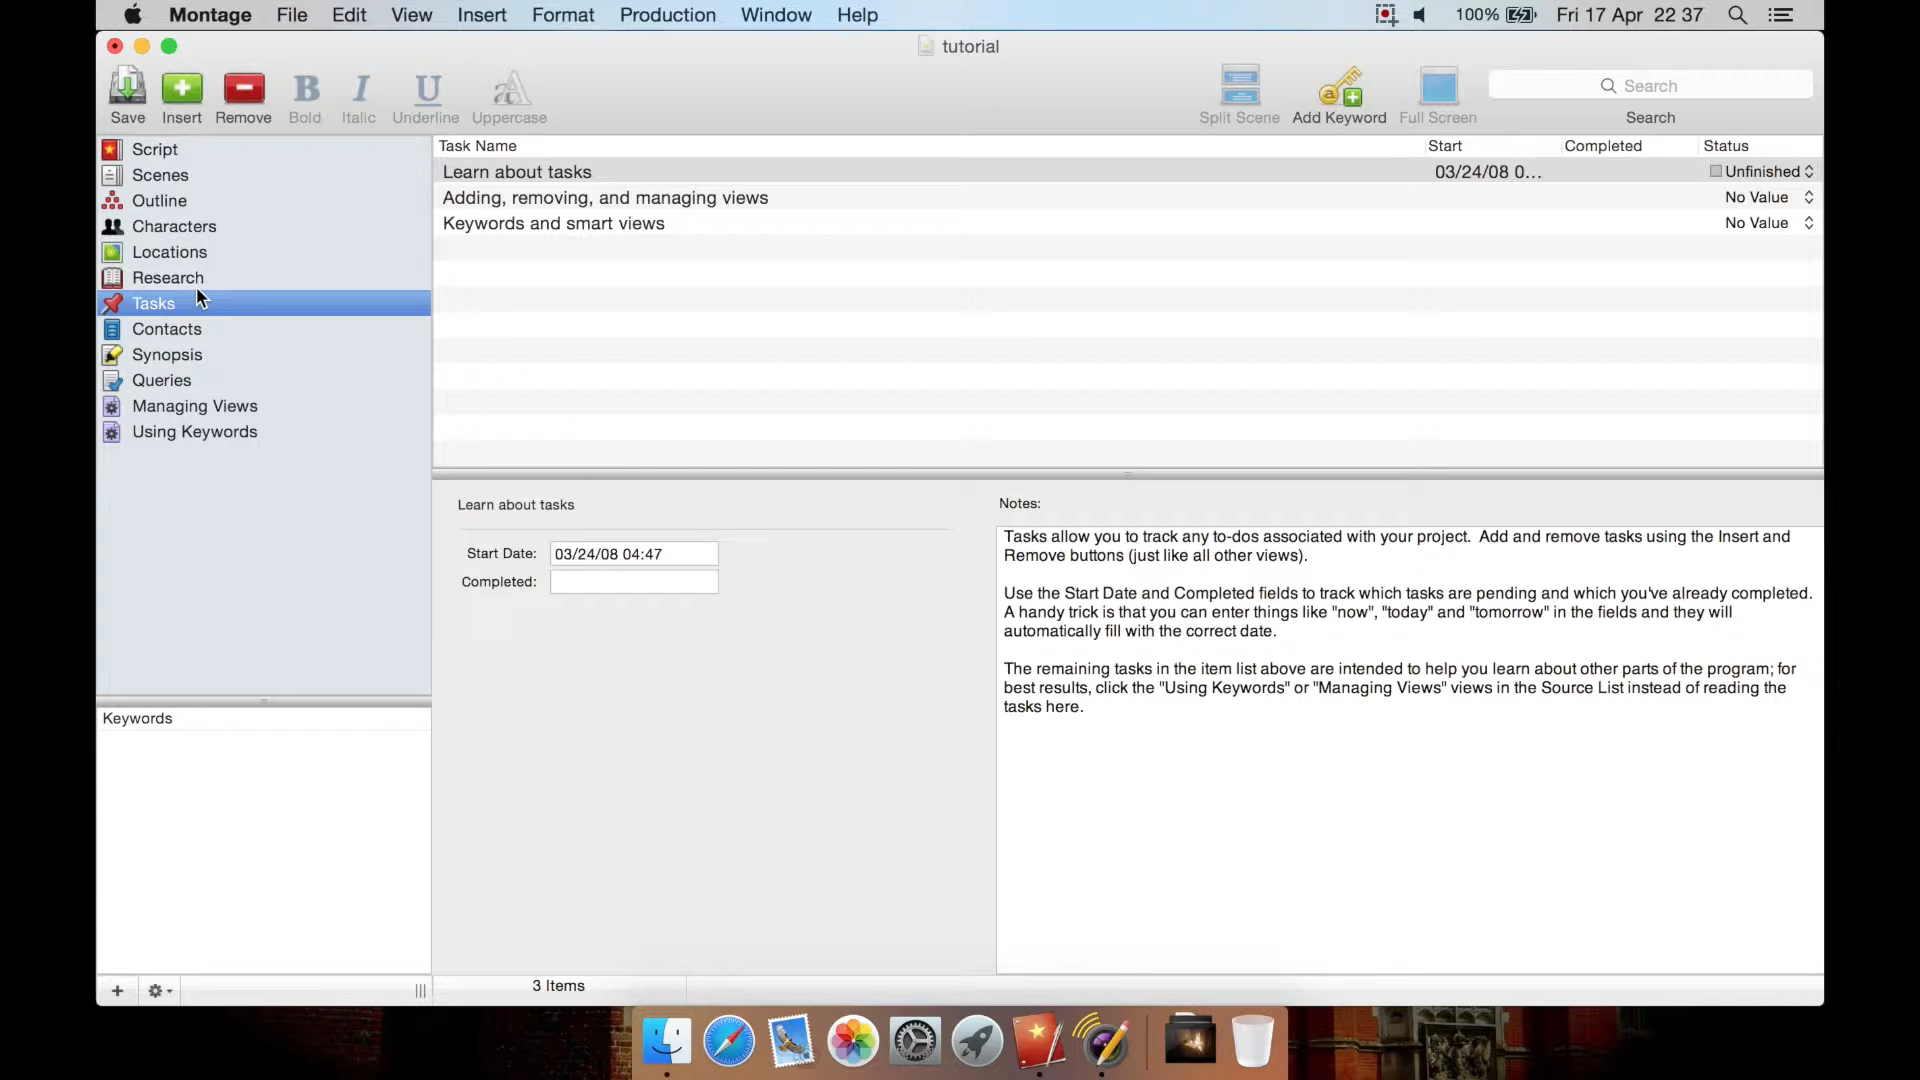 Montage File Edit View Insert Format Production Window Help 100% Fri 17 Apr 22 37
tutorial
Save Insert Remove Bold Italic Underline Uppercase Split Scene Add Keyword Full Screen Search
Search
Script
Scenes
Outline
Characters
Locations
Research
Tasks
Contacts
Synopsis
Queries
Managing Views
Using Keywords
Keywords
Task Name Start Completed Status
Learn about tasks 03/24/08 0... Unfinished
Adding, removing, and managing views No Value
Keywords and smart views No Value
Learn about tasks
Start Date: 03/24/08 04:47
Completed:
Notes:
Tasks allow you to track any to-dos associated with your project. Add and remove tasks using the Insert and
Remove buttons (just like all other views).
Use the Start Date and Completed fields to track which tasks are pending and which you've already completed.
A handy trick is that you can enter things like "now", "today" and "tomorrow" in the fields and they will
automatically fill with the correct date.
The remaining tasks in the item list above are intended to help you learn about other parts of the program; for
best results, click the "Using Keywords" or "Managing Views" views in the Source List instead of reading the
tasks here.
3 Items